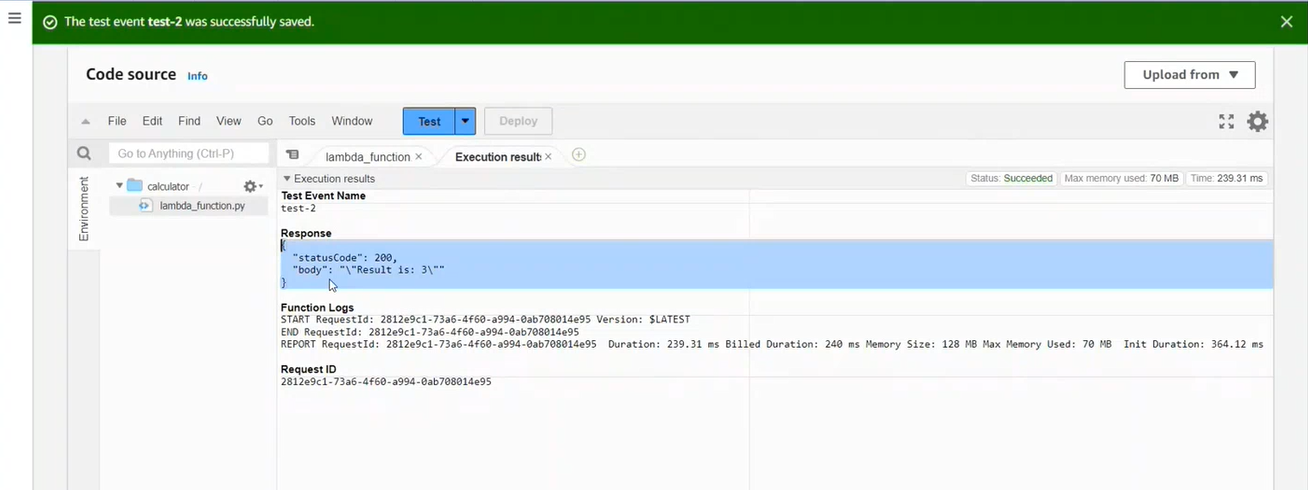 The test event test-2 was successfully saved.
Code source Info
Upload from
File Edit Find View Go Tools Window Test Deploy
Go to Anything (Ctrl-P)
lambda_function
Execution results
Environment
Execution results
Status: Succeeded Max memory used: 70 MB Time: 239.31 ms
calculator /
lambda_function.py
Test Event Name
test-2
Response
{
"statusCode": 200,
"body": "\"Result is: 3\""
}
Function Logs
START RequestId: 2812e9c1-73a6-4f60-a994-0ab708014e95 Version: $LATEST
END RequestId: 2812e9c1-73a6-4f60-a994-0ab708014e95
REPORT RequestId: 2812e9c1-73a6-4f60-a994-0ab708014e95 Duration: 239.31 ms Billed Duration: 240 ms Memory Size: 128 MB Max Memory Used: 70 MB Init Duration: 364.12 ms
Request ID
2812e9c1-73a6-4f60-a994-0ab708014e95